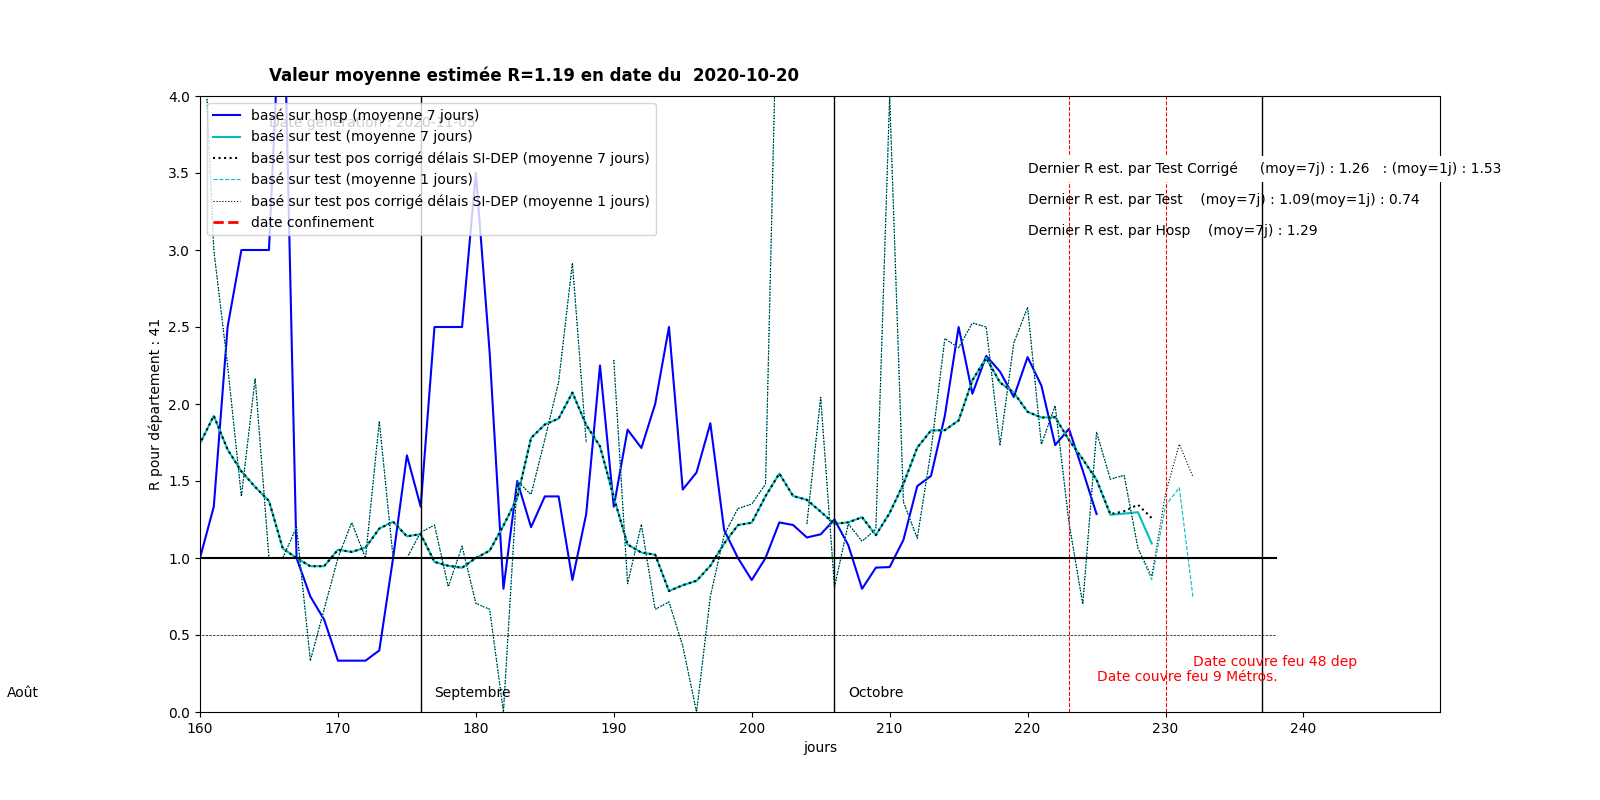 Valeur moyenne estimée R=1.19 en date du  2020-10-20
Date génération : 2020-11-05
basé sur hosp (moyenne 7 jours)
basé sur test (moyenne 7 jours)
basé sur test pos corrigé délais SI-DEP (moyenne 7 jours)
basé sur test (moyenne 1 jours)
basé sur test pos corrigé délais SI-DEP (moyenne 1 jours)
date confinement
Dernier R est. par Test Corrigé     (moy=7j) : 1.26   : (moy=1j) : 1.53
Dernier R est. par Test    (moy=7j) : 1.09(moy=1j) : 0.74
Dernier R est. par Hosp    (moy=7j) : 1.29
R pour département : 41
4.0
3.5
3.0
2.5
2.0
1.5
1.0
0.5
0.0
Date couvre feu 48 dep
Date couvre feu 9 Métros.
Août
Septembre
Octobre
160 170 180 190 200 210 220 230 240
jours